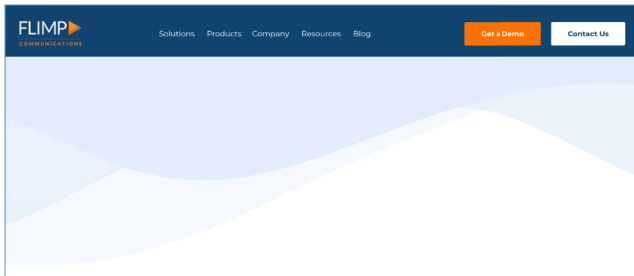 FLIMP
COMMUNICATIONS
Solutions Products Company Resources Blog
Get a Demo
Contact Us